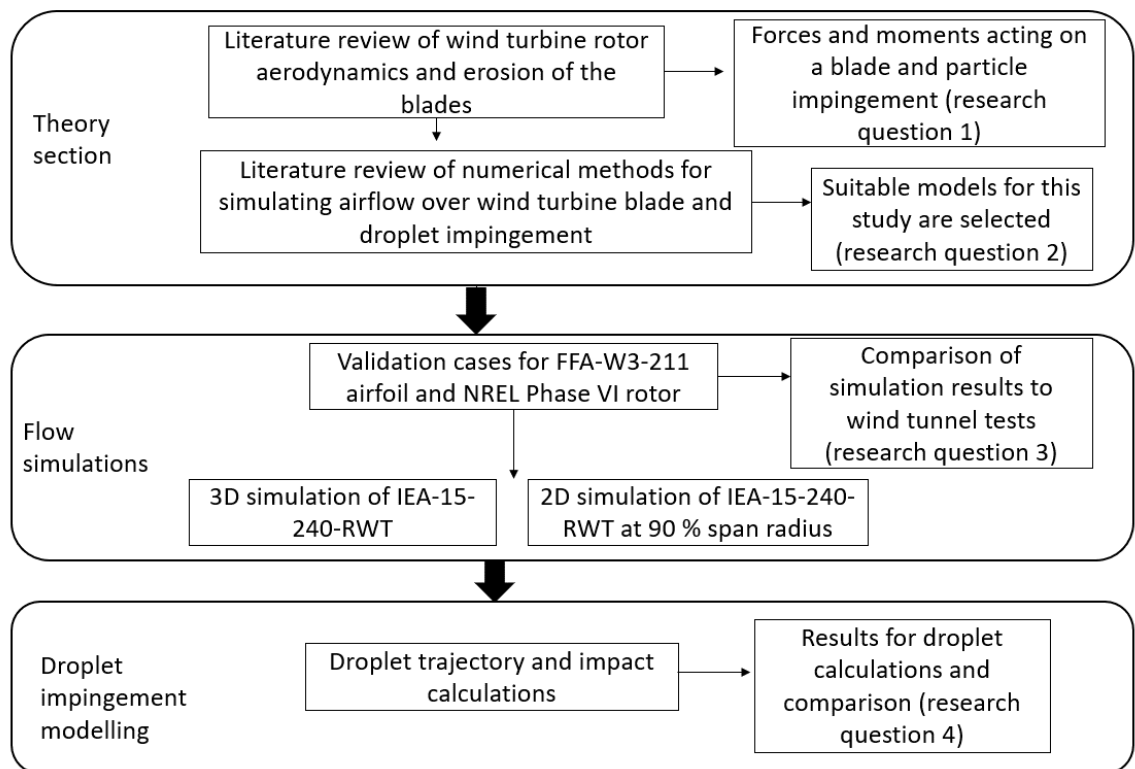 Theory
section
Literature review of wind turbine rotor
aerodynamics and erosion of the
blades
Forces and moments acting on
a blade and particle
impingement (research
question 1)
Literature review of numerical methods for
simulating airflow over wind turbine blade and
droplet impingement
Suitable models for this
study are selected
(research question 2)
Flow
simulations
Validation cases for FFA-W3-211
airfoil and NREL Phase VI rotor
Comparison of
simulation results to
wind tunnel tests
(research question 3)
3D simulation of IEA-15-
240-RWT
2D simulation of IEA-15-240-
RWT at 90 % span radius
Droplet
impingement
modelling
Droplet trajectory and impact
calculations
Results for droplet
calculations and
comparison (research
question 4)